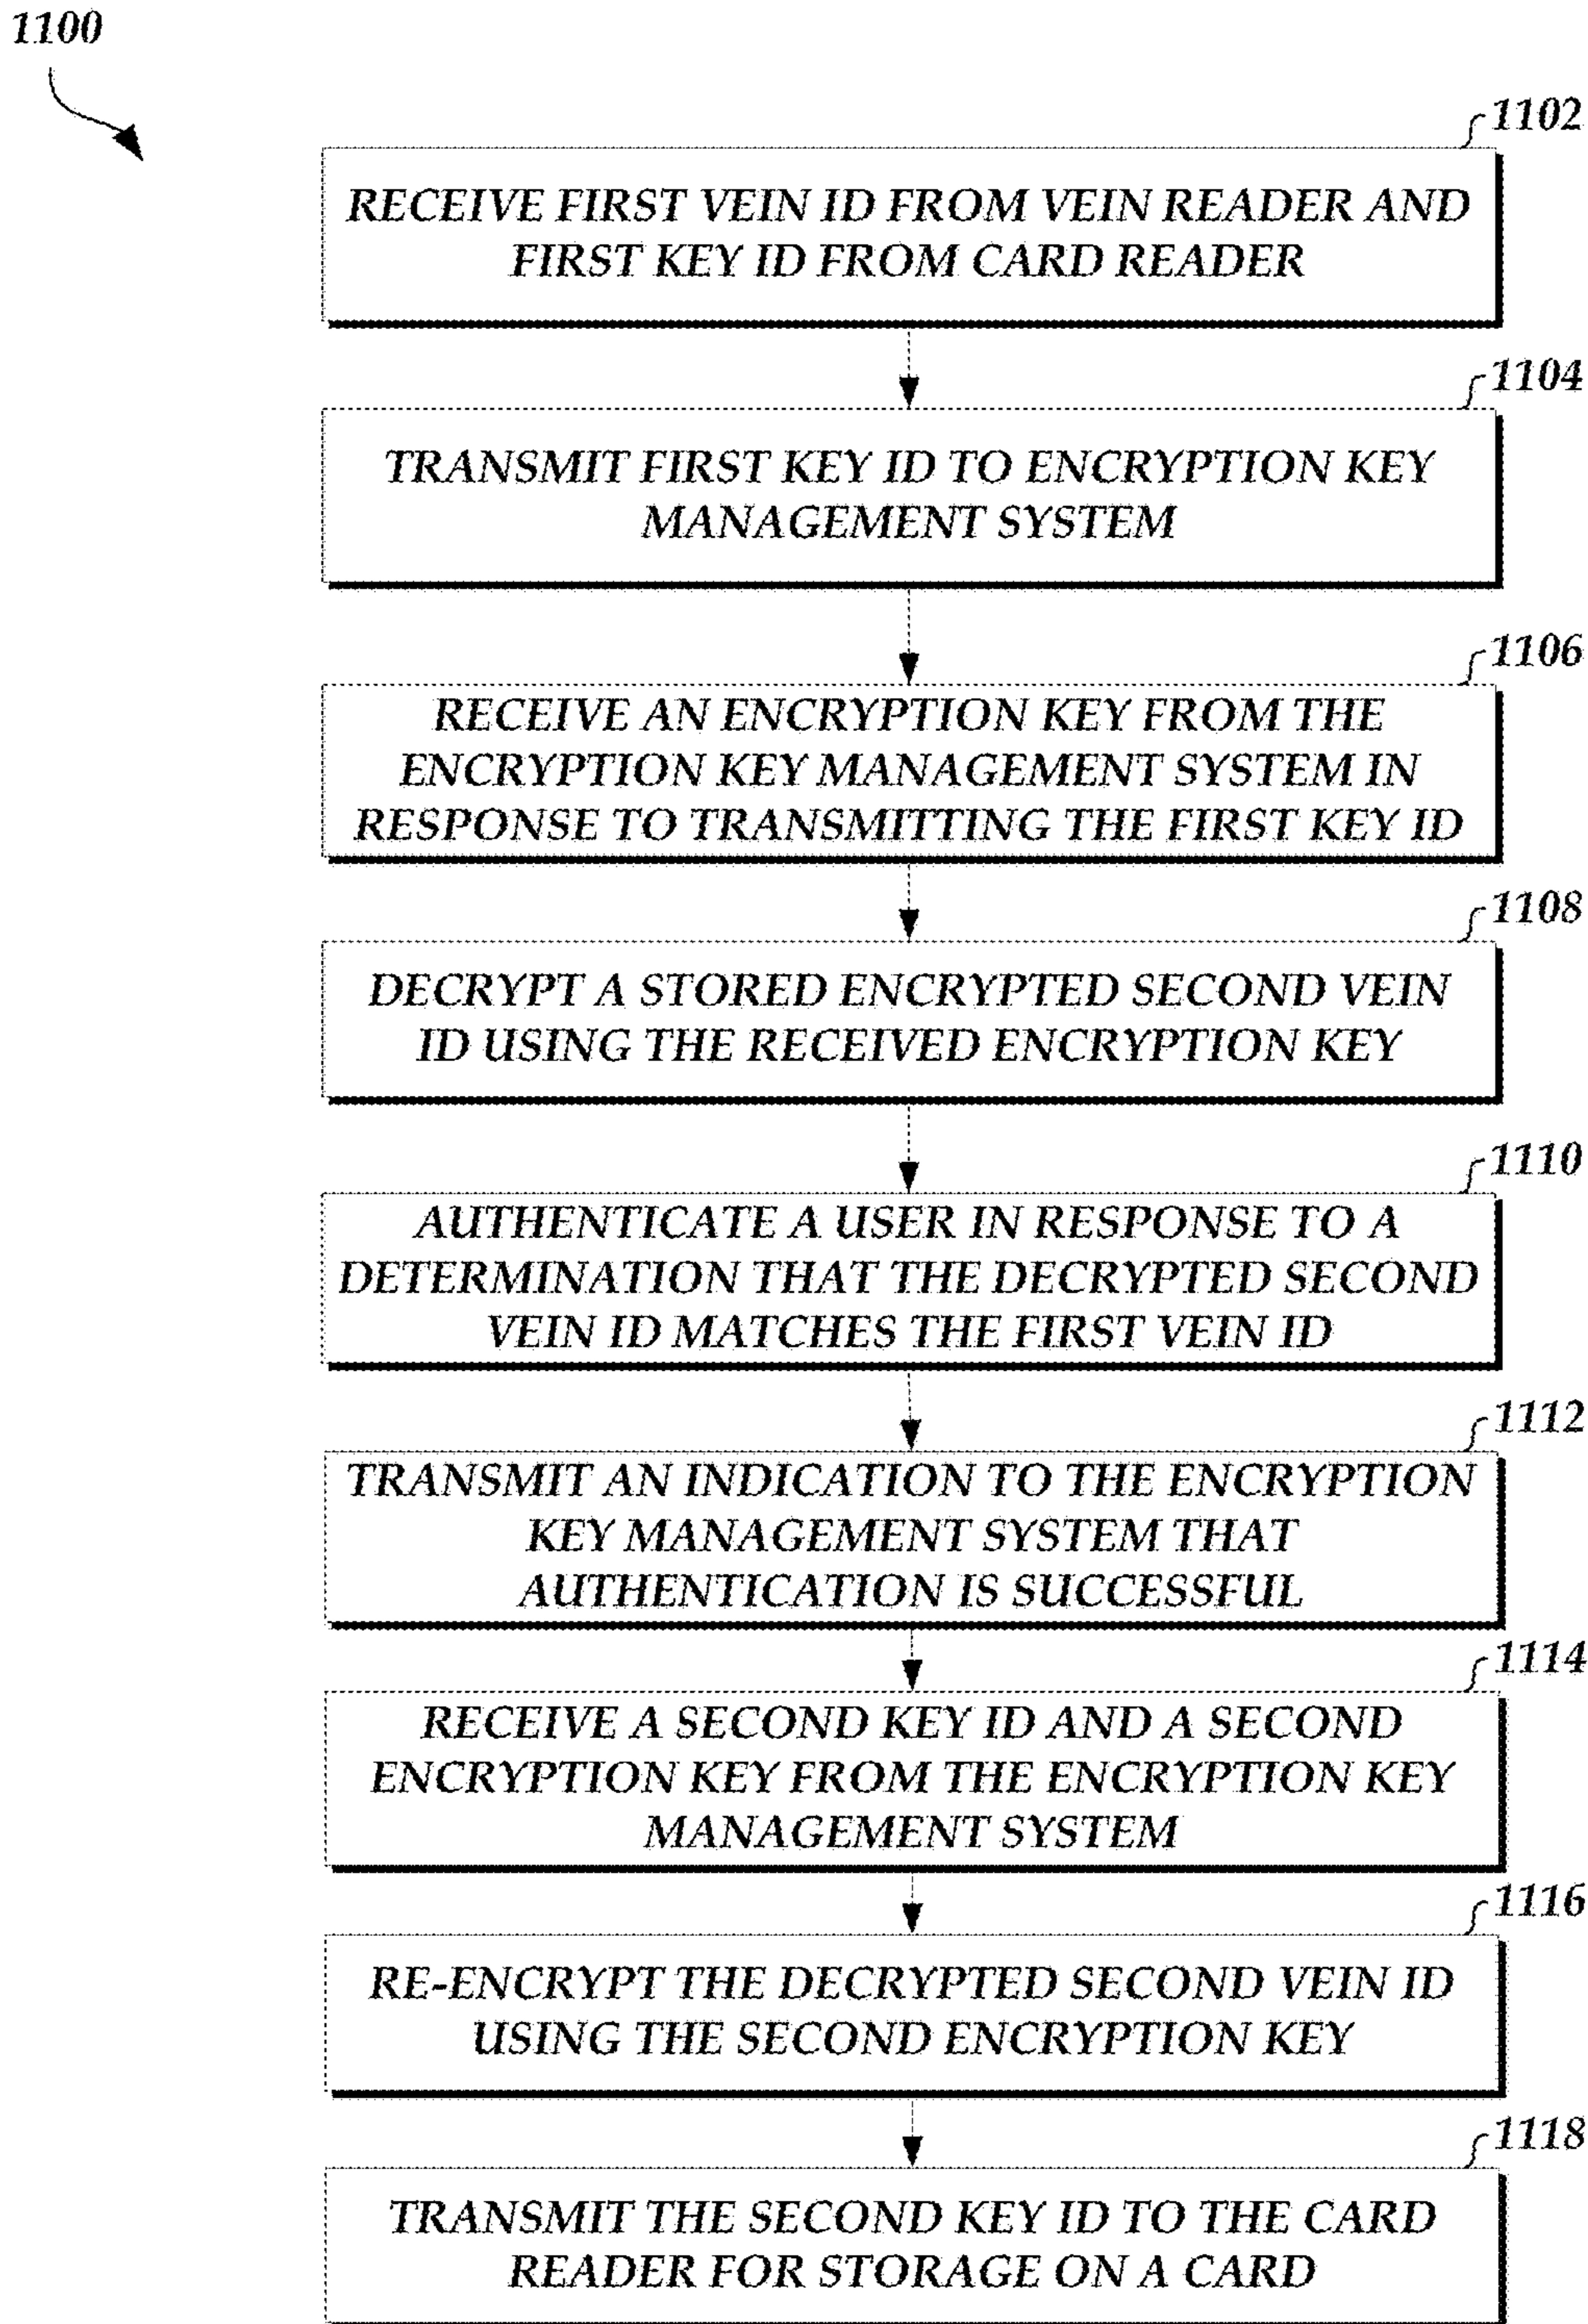 1100
1102
RECEIVE FIRST VEIN ID FROM VEIN READER AND
FIRST KEY ID FROM CARD READER
1104
TRANSMIT FIRST KEY ID TO ENCRYPTION KEY
MANAGEMENT SYSTEM
1106
RECEIVE AN ENCRYPTION KEY FROM THE
ENCRYPTION KEY MANAGEMENT SYSTEM IN
RESPONSE TO TRANSMITTING THE FIRST KEY ID
1108
DECRYPT A STORED ENCRYPTED SECOND VEIN
ID USING THE RECEIVED ENCRYPTION KEY
1110
AUTHENTICATE A USER IN RESPONSE TO A
DETERMINATION THAT THE DECRYPTED SECOND
VEIN ID MATCHES THE FIRST VEIN ID
1112
TRANSMIT AN INDICATION TO THE ENCRYPTION
KEY MANAGEMENT SYSTEM THAT
AUTHENTICATION IS SUCCESSFUL
1114
RECEIVE A SECOND KEY ID AND A SECOND
ENCRYPTION KEY FROM THE ENCRYPTION KEY
MANAGEMENT SYSTEM
1116
RE-ENCRYPT THE DECRYPTED SECOND VEIN ID
USING THE SECOND ENCRYPTION KEY
1118
TRANSMIT THE SECOND KEY ID TO THE CARD
READER FOR STORAGE ON A CARD